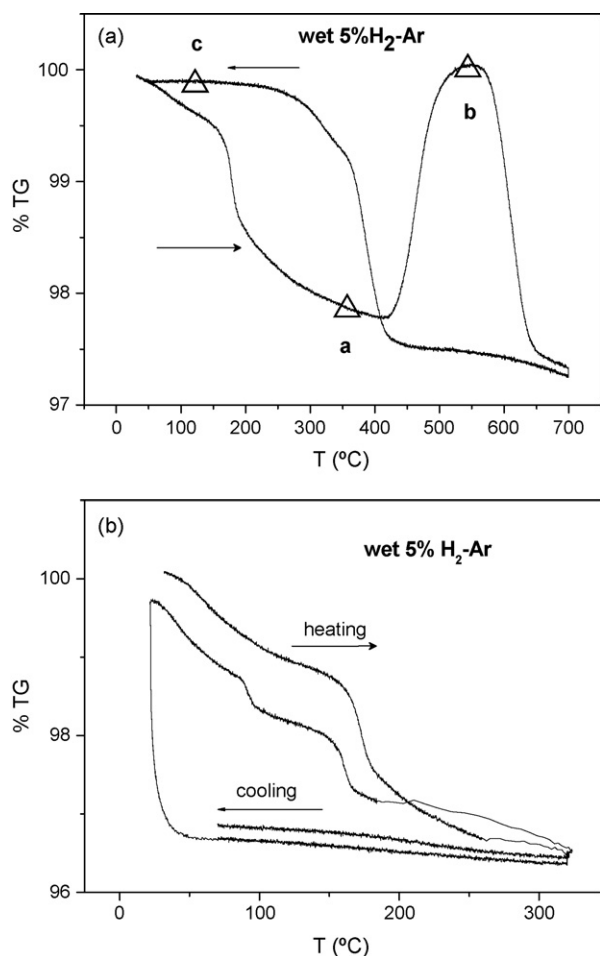 (a)
wet 5%H2-Ar
c
b
a
100
99
98
97
% TG
0 100 200 300 400 500 600 700
T (ºC)
(b)
wet 5% H2-Ar
heating
cooling
100
98
96
% TG
0 100 200 300
T (ºC)